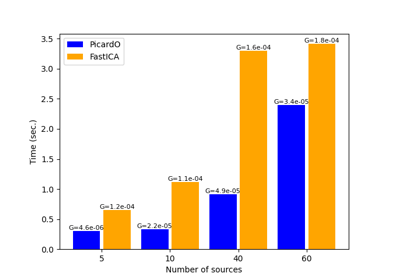 3.5
3.0
2.5
2.0
1.5
1.0
0.5
0.0
Time (sec.)
PicardO
FastICA
G=4.6e-06
G=1.2e-04
G=2.2e-05
G=1.1e-04
G=4.9e-05
G=1.6e-04
G=3.4e-05
G=1.8e-04
5 10 40 60
Number of sources